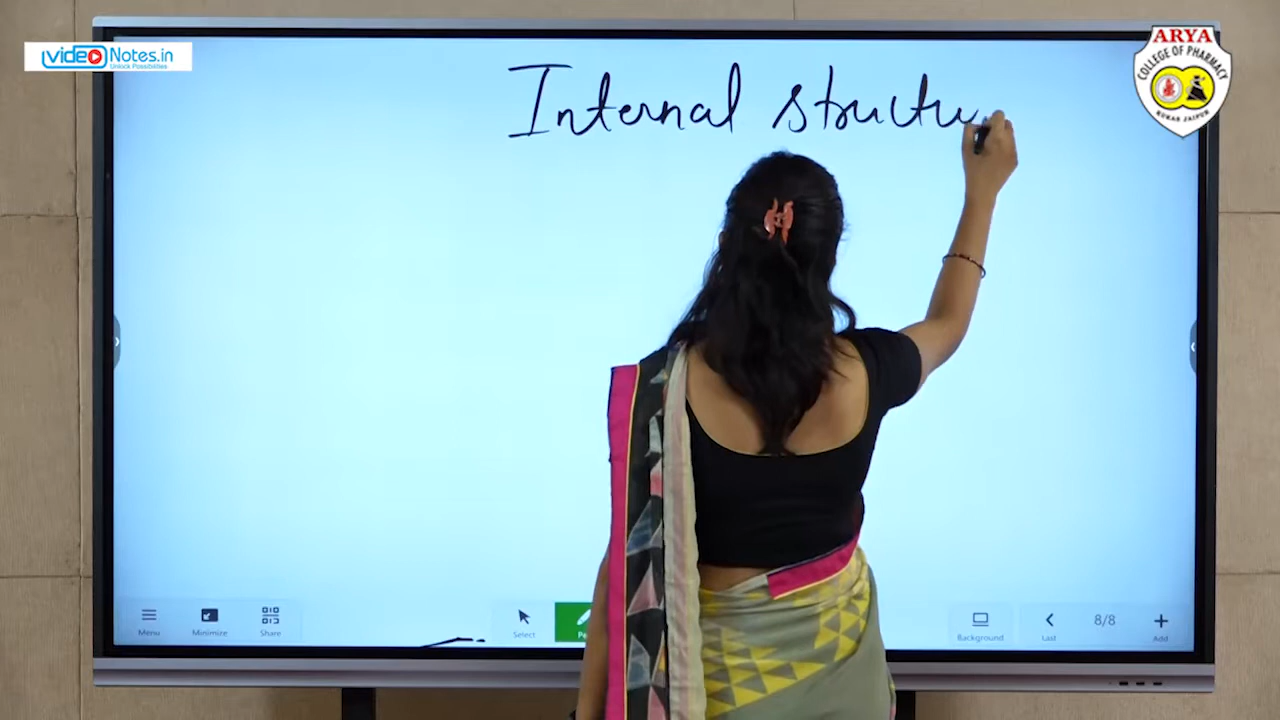 videoNotes.in
Unlock Possibilities
ARYA
COLLEGE OF PHARMACY
KUKAS JAIPUR
Internal structu
Menu
Minimize
Share
Select
Pe
Background
Last
8/8
Add